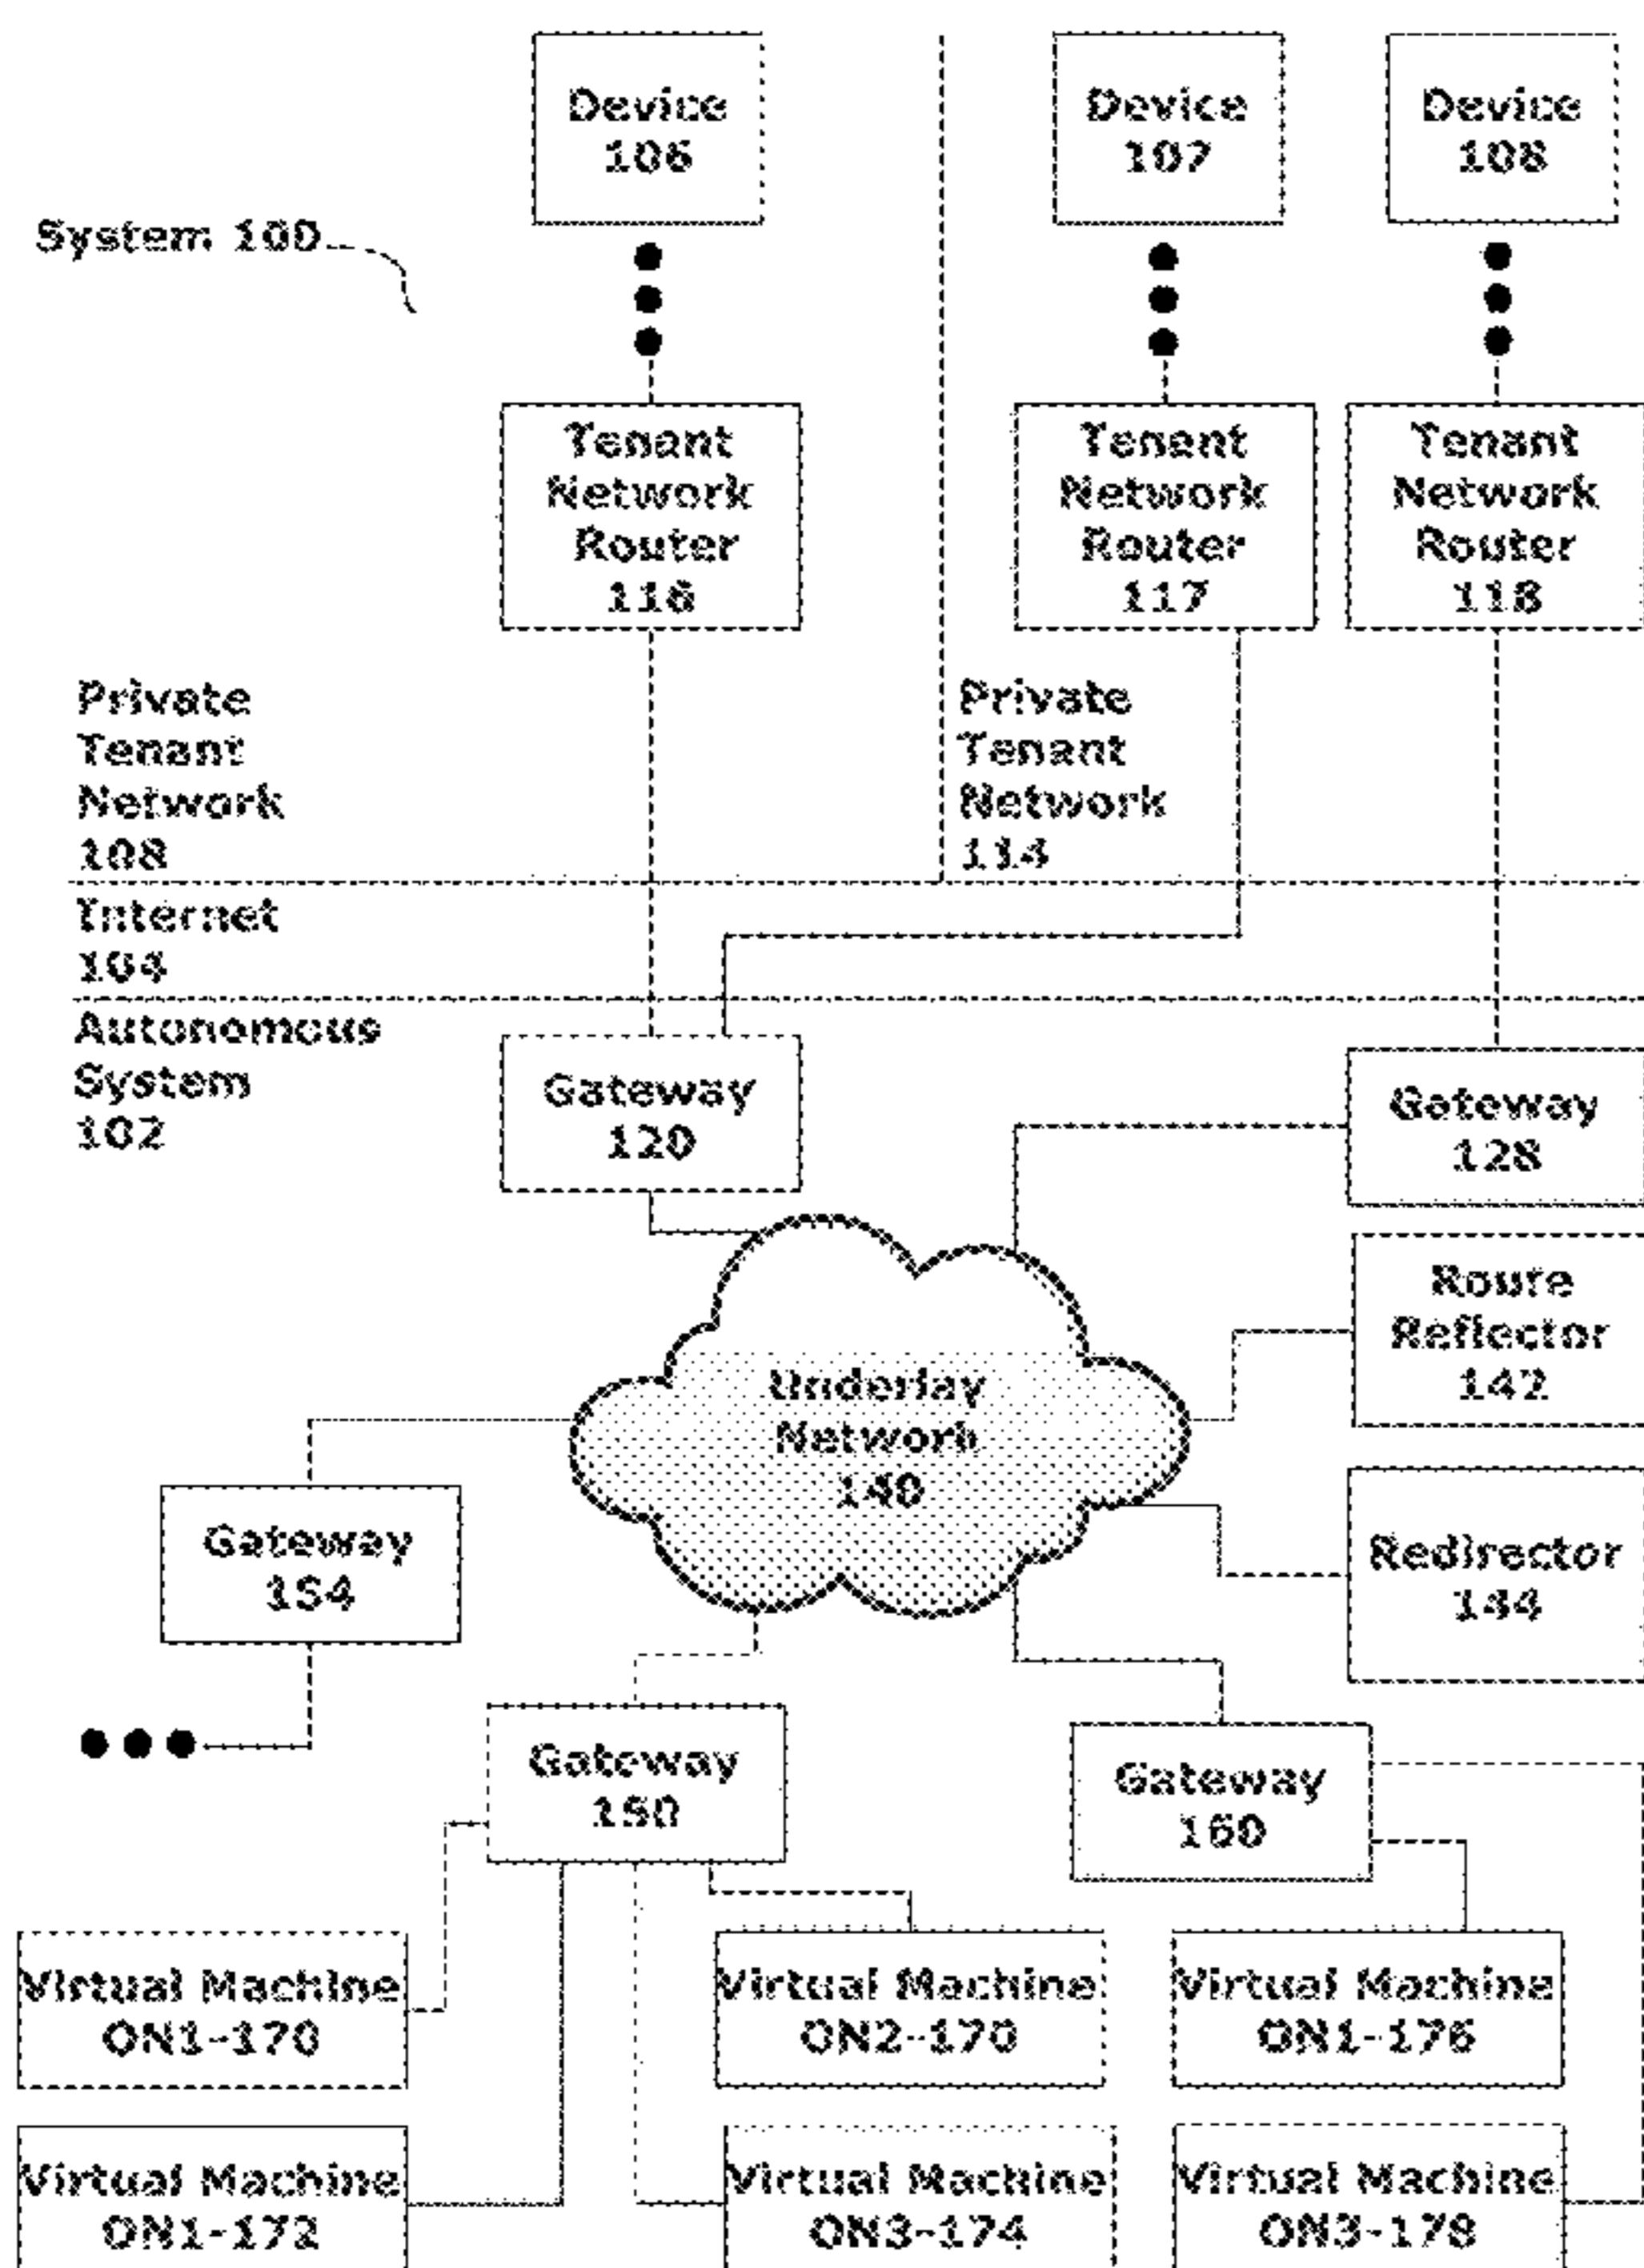 Device
106
Device
107
Device
108
System 100
Tenant
Network
Router
116
Tenant
Network
Router
117
Tenant
Network
Router
118
Private
Tenant
Network
108
Private
Tenant
Network
114
Internet
104
Autonomous
System
102
Gateway
120
Gateway
128
Route
Reflector
142
Underlay
Network
140
Gateway
154
Redirector
144
Gateway
150
Gateway
160
Virtual Machine
ON1-170
Virtual Machine
ON2-170
Virtual Machine
ON1-176
Virtual Machine
ON1-172
Virtual Machine
ON3-174
Virtual Machine
ON3-178